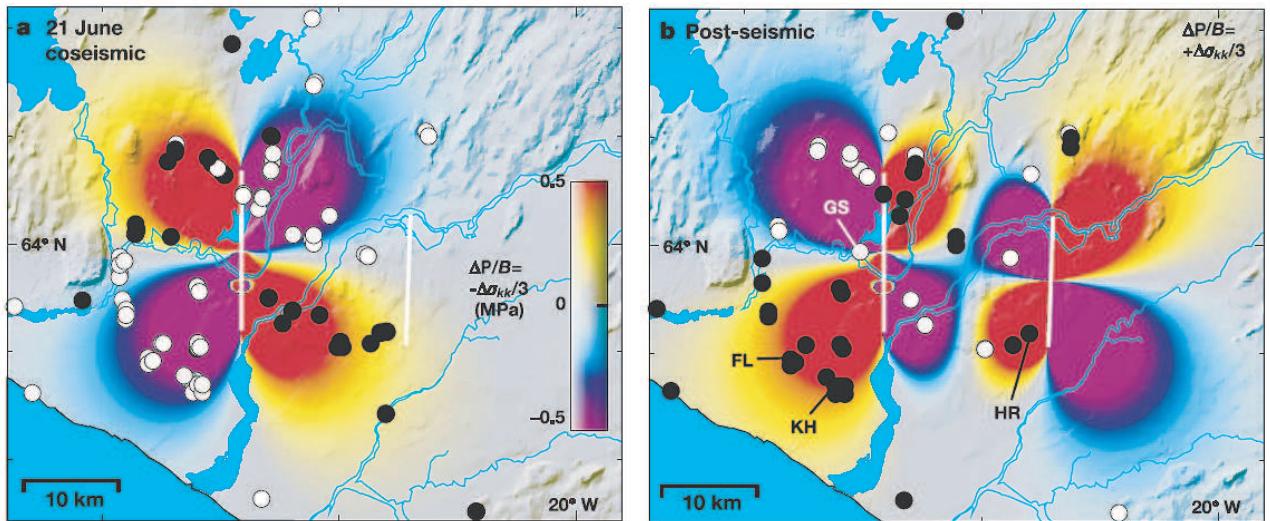 a 21 June
coseismic
64° N
0.5
ΔP/B=
-Δσkk/3
(MPa)
0
−0.5
10 km
20° W
b Post-seismic
ΔP/B=
+Δσkk/3
GS
64° N
FL
KH
HR
10 km
20° W